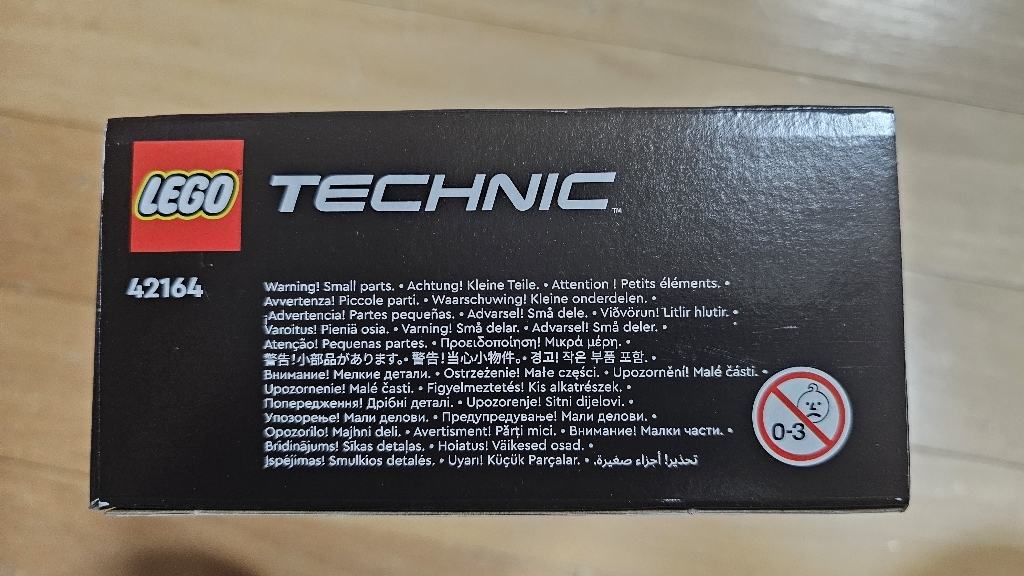 LEGO® TECHNIC™
42164
Warning! Small parts. • Achtung! Kleine Teile. • Attention ! Petits éléments. •
Avvertenza! Piccole parti. • Waarschuwing! Kleine onderdelen. •
¡Advertencia! Partes pequeñas. • Advarsel! Små dele. • Viðvörun! Litlir hlutir. •
Varoitus! Pieniä osia. • Varning! Små delar. • Advarsel! Små deler. •
Atenção! Pequenas partes. • Προειδοποίηση! Μικρά μέρη. •
警告!小部品があります。• 警告!当心小物件。• 경고! 작은 부품 포함. •
Внимание! Мелкие детали. • Ostrzeżenie! Małe części. • Upozornění! Malé části. •
Upozornenie! Malé časti. • Figyelmeztetés! Kis alkatrészek. •
Попередження! Дрібні деталі. • Upozorenje! Sitni dijelovi. •
Упозорење! Мали делови. • Предупредување! Мали делови. •
Opozorilo! Majhni deli. • Avertisment! Părți mici. • Внимание! Малки части. •
Brīdinājums! Sīkas detaļas. • Hoiatus! Väikesed osad. •
Įspėjimas! Smulkios detalės. • Uyarı! Küçük Parçalar. • تحذير! أجزاء صغيرة.
0-3